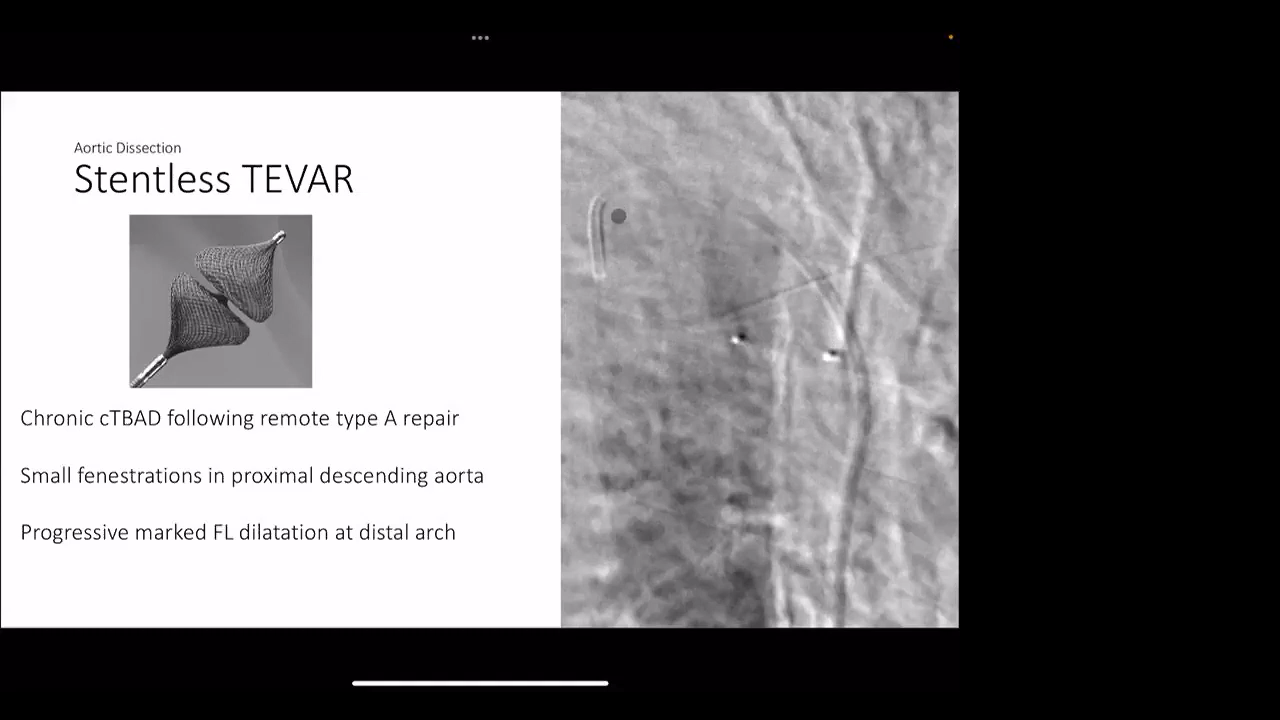 Aortic Dissection
Stentless TEVAR
Chronic cTBAD following remote type A repair
Small fenestrations in proximal descending aorta
Progressive marked FL dilatation at distal arch